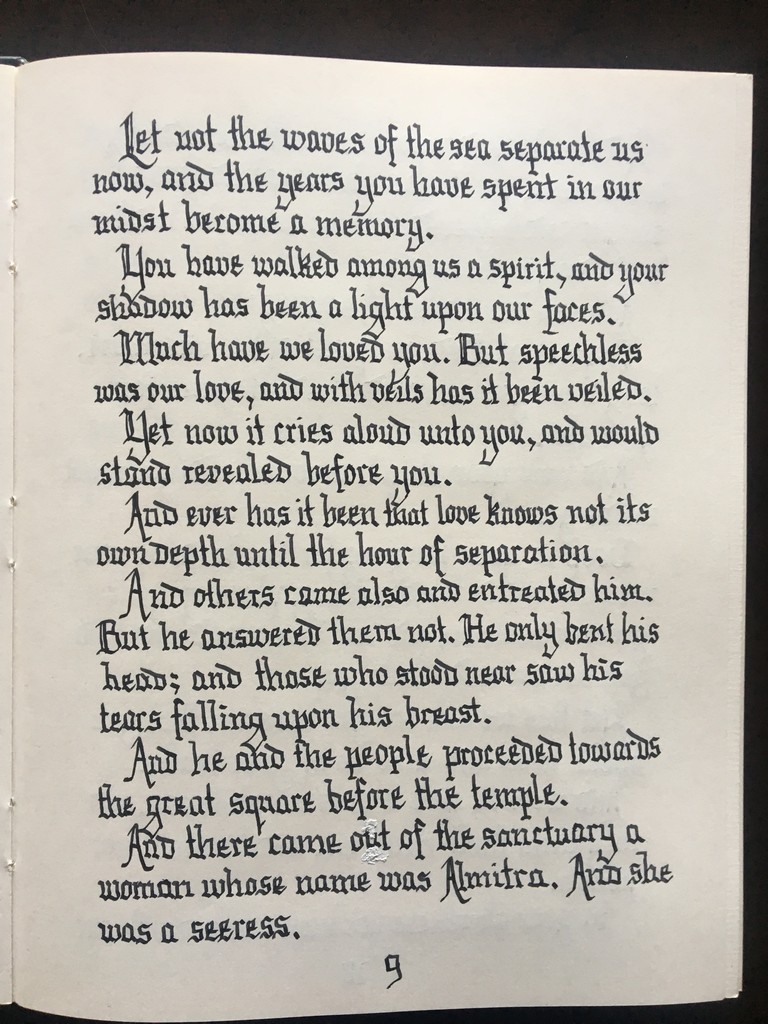 Let not the waves of the sea separate us
now, and the years you have spent in our
midst become a memory.
You have walked among us a spirit, and your
shadow has been a light upon our faces.
Much have we loved you. But speechless
was our love, and with veils has it been veiled.
Yet now it cries aloud unto you, and would
stand revealed before you.
And ever has it been that love knows not its
own depth until the hour of separation.
And others came also and entreated him.
But he answered them not. He only bent his
head; and those who stood near saw his
tears falling upon his breast.
And he and the people proceeded towards
the great square before the temple.
And there came out of the sanctuary a
woman whose name was Almitra. And she
was a seeress.
9